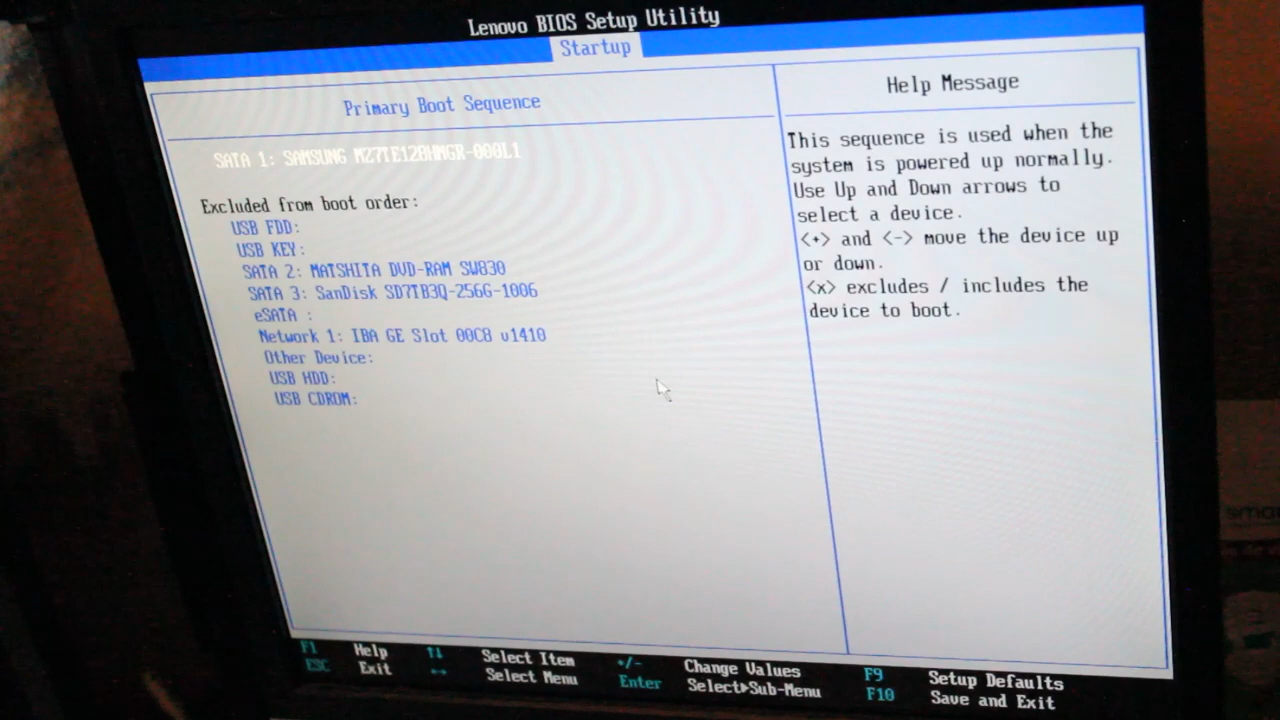 Lenovo BIOS Setup Utility
Startup
Primary Boot Sequence
SATA 1: SAMSUNG MZ7TE128HMGR-000L1
Excluded from boot order:
USB FDD:
USB KEY:
SATA 2: MATSHITA DVD-RAM SW830
SATA 3: SanDisk SD7TB3Q-256G-1006
eSATA :
Network 1: IBA GE Slot 00C8 v1410
Other Device:
USB HDD:
USB CDROM:
Help Message
This sequence is used when the
system is powered up normally.
Use Up and Down arrows to
select a device.
<+> and <-> move the device up
or down.
<x> excludes / includes the
device to boot.
F1 Help ↑↓ Select Item +/- Change Values F9 Setup Defaults
ESC Exit ↔ Select Menu Enter Select▶Sub-Menu F10 Save and Exit